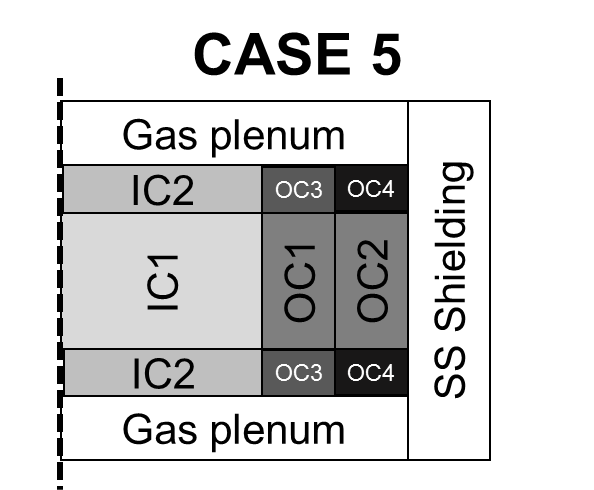 CASE 5
Gas plenum
IC2
OC3
OC4
IC1
OC1
OC2
SS Shielding
IC2
OC3
OC4
Gas plenum